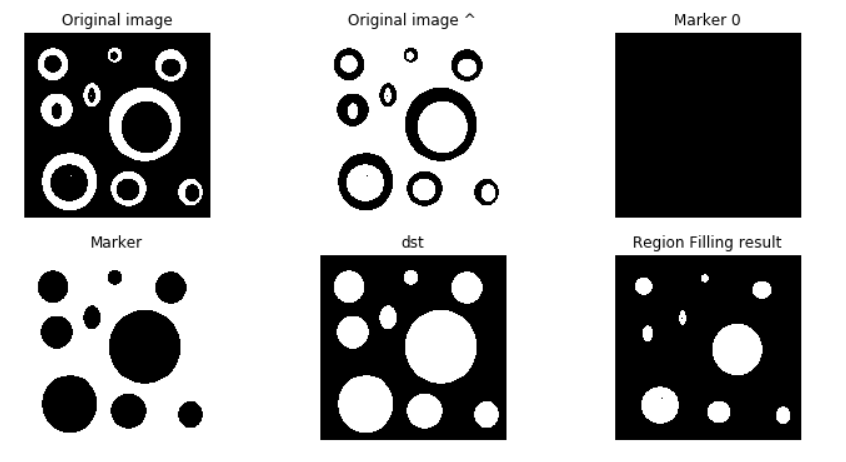 Original image
Original image ^
Marker 0
Marker
dst
Region Filling result